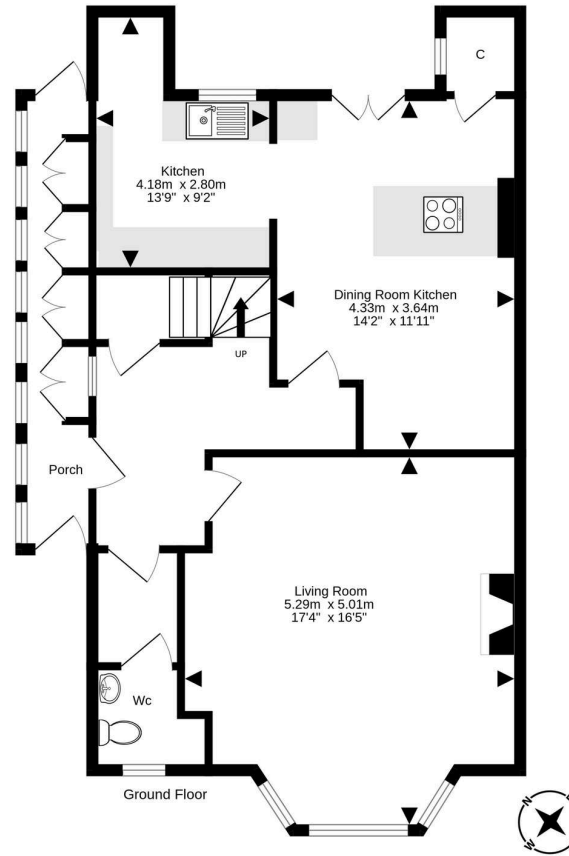 C
Kitchen
4.18m x 2.80m
13'9" x 9'2"
Dining Room Kitchen
4.33m x 3.64m
14'2" x 11'11"
UP
Porch
Living Room
5.29m x 5.01m
17'4" x 16'5"
Wc
Ground Floor
N
W